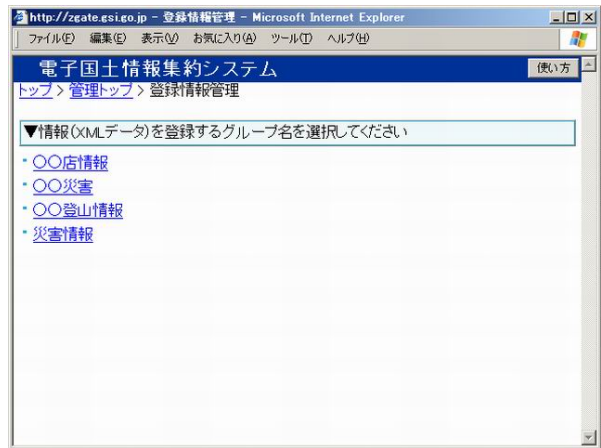 http://zgate.gsi.go.jp - 登録情報管理 - Microsoft Internet Explorer
ファイル(F) 編集(E) 表示(V) お気に入り(A) ツール(T) ヘルプ(H)
電子国土情報集約システム 使い方
トップ > 管理トップ > 登録情報管理
▼情報(XMLデータ)を登録するグループ名を選択してください
・○○店情報
・○○災害
・○○登山情報
・災害情報